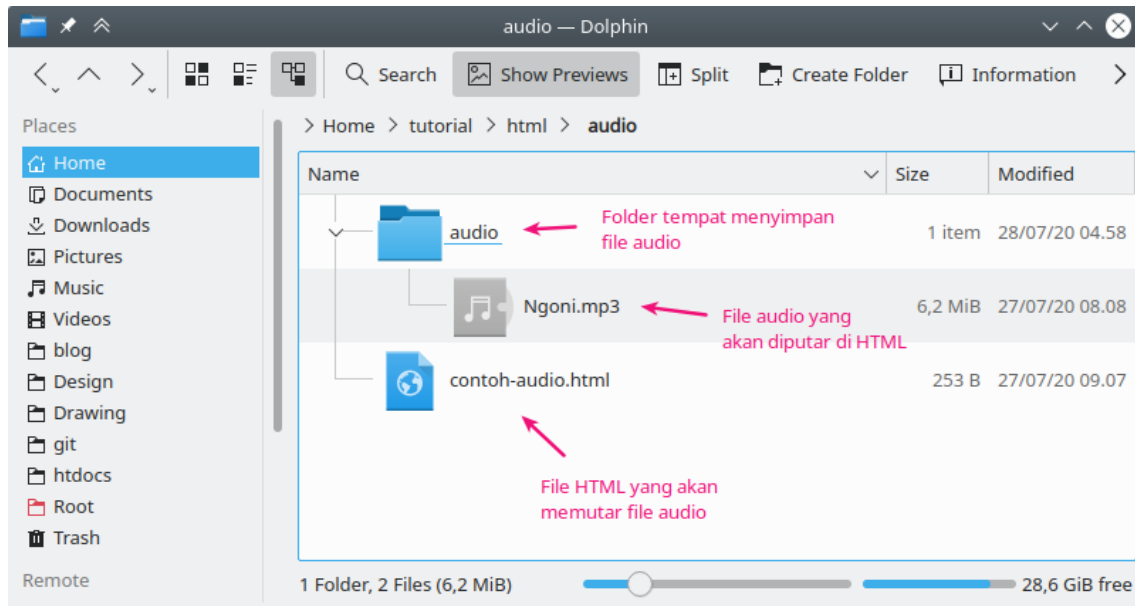 audio — Dolphin
Search
Show Previews
Split
Create Folder
Information
Places
Home
Documents
Downloads
Pictures
Music
Videos
blog
Design
Drawing
git
htdocs
Root
Trash
Remote
> Home > tutorial > html > audio
Name Size Modified
audio 1 item 28/07/20 04.58
Folder tempat menyimpan
file audio
Ngoni.mp3 6,2 MiB 27/07/20 08.08
File audio yang
akan diputar di HTML
contoh-audio.html 253 B 27/07/20 09.07
File HTML yang akan
memutar file audio
1 Folder, 2 Files (6,2 MiB) 28,6 GiB free